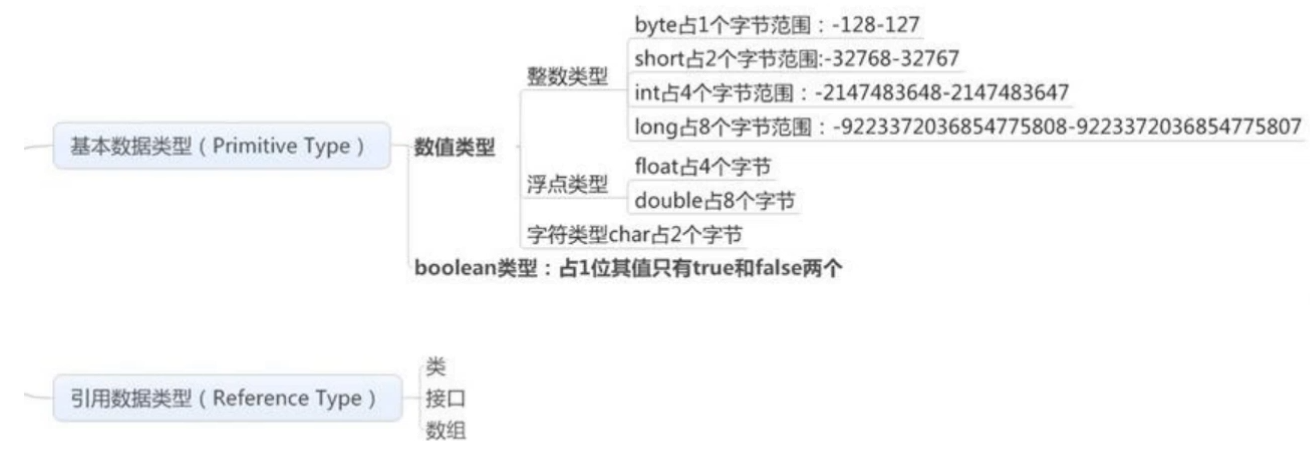 byte占1个字节范围：-128-127
short占2个字节范围:-32768-32767
整数类型
int占4个字节范围：-2147483648-2147483647
long占8个字节范围：-9223372036854775808-9223372036854775807
基本数据类型（Primitive Type）
数值类型
float占4个字节
浮点类型
double占8个字节
字符类型char占2个字节
boolean类型：占1位其值只有true和false两个
类
引用数据类型（Reference Type）
接口
数组